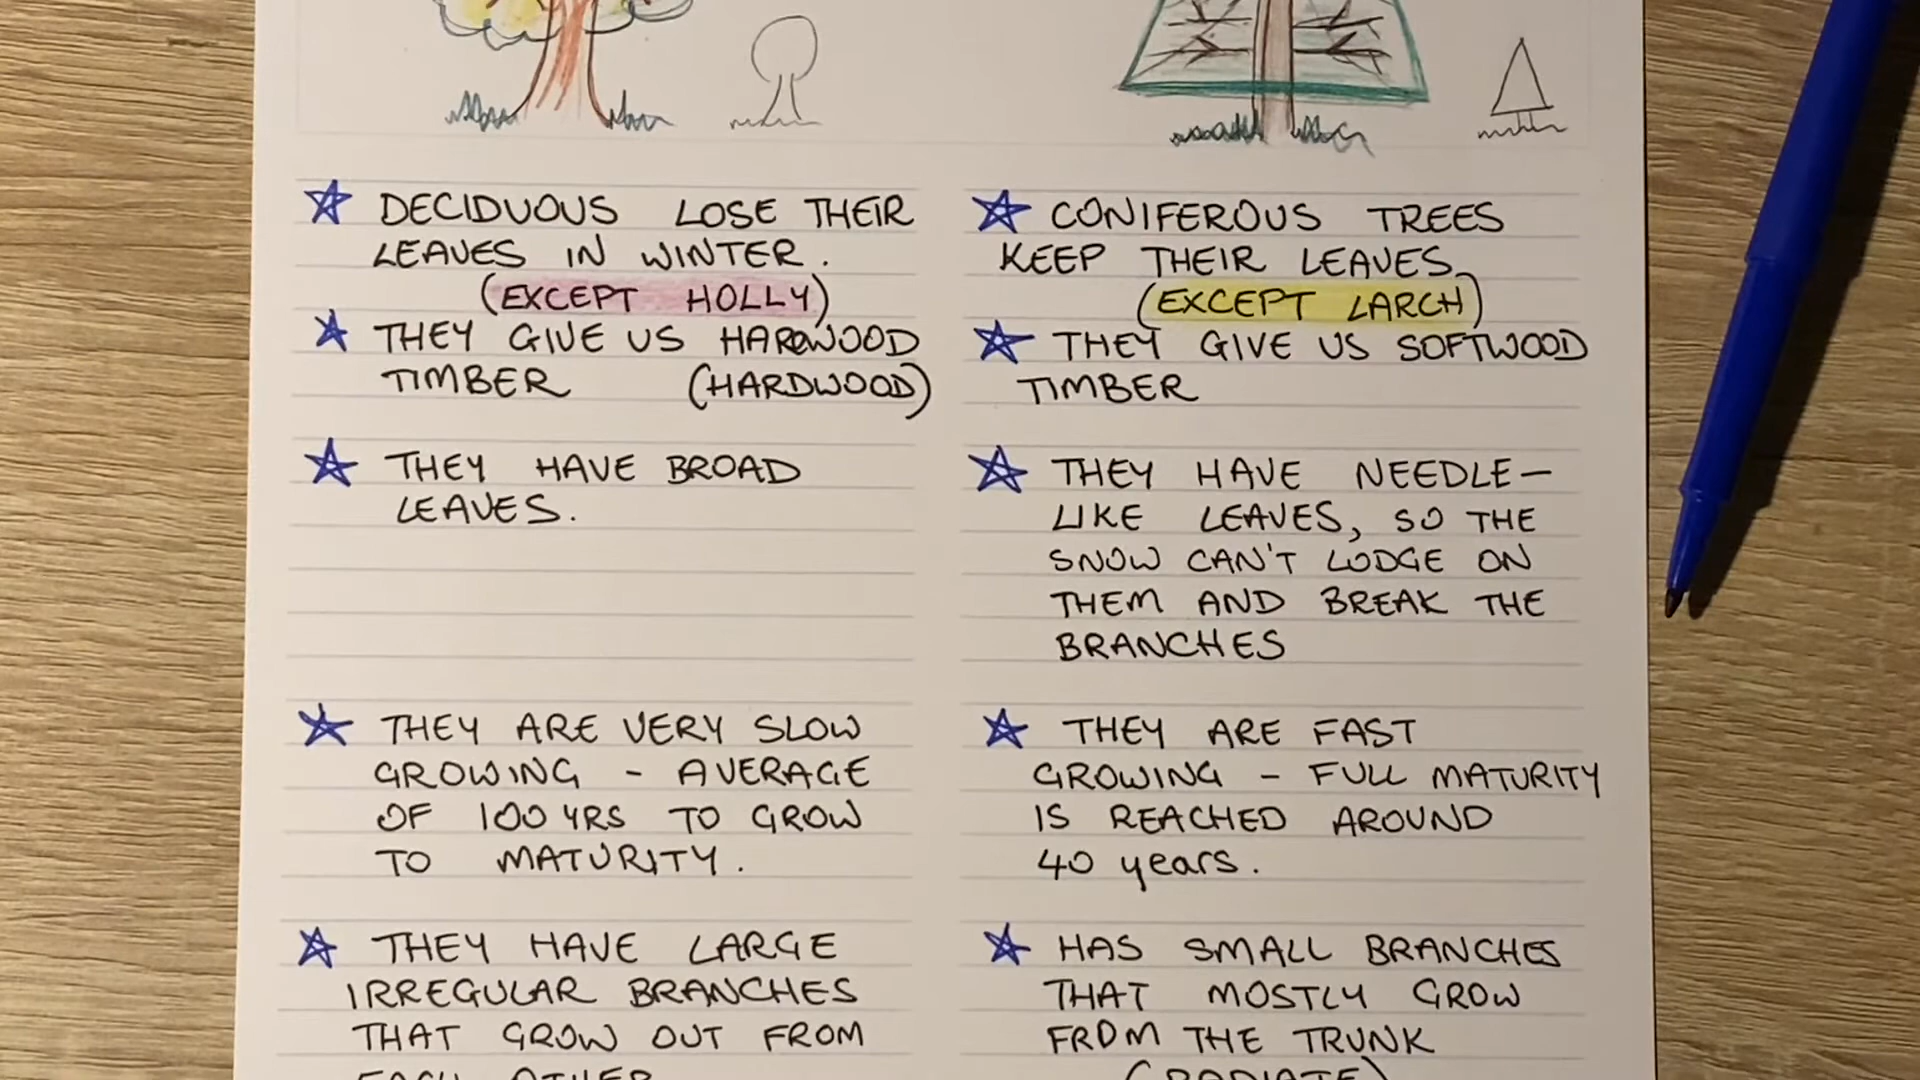 DECIDUOUS LOSE THEIR
LEAVES IN WINTER.
(EXCEPT HOLLY)
THEY GIVE US HARDWOOD
TIMBER (HARDWOOD)
THEY HAVE BROAD
LEAVES.
THEY ARE VERY SLOW
GROWING - AVERAGE
OF 100 YRS TO GROW
TO MATURITY.
THEY HAVE LARGE
IRREGULAR BRANCHES
THAT GROW OUT FROM
EACH OTHER
CONIFEROUS TREES
KEEP THEIR LEAVES
(EXCEPT LARCH)
THEY GIVE US SOFTWOOD
TIMBER
THEY HAVE NEEDLE-
LIKE LEAVES, SO THE
SNOW CAN'T LODGE ON
THEM AND BREAK THE
BRANCHES
THEY ARE FAST
GROWING - FULL MATURITY
IS REACHED AROUND
40 years.
HAS SMALL BRANCHES
THAT MOSTLY GROW
FROM THE TRUNK
(RADIATE)